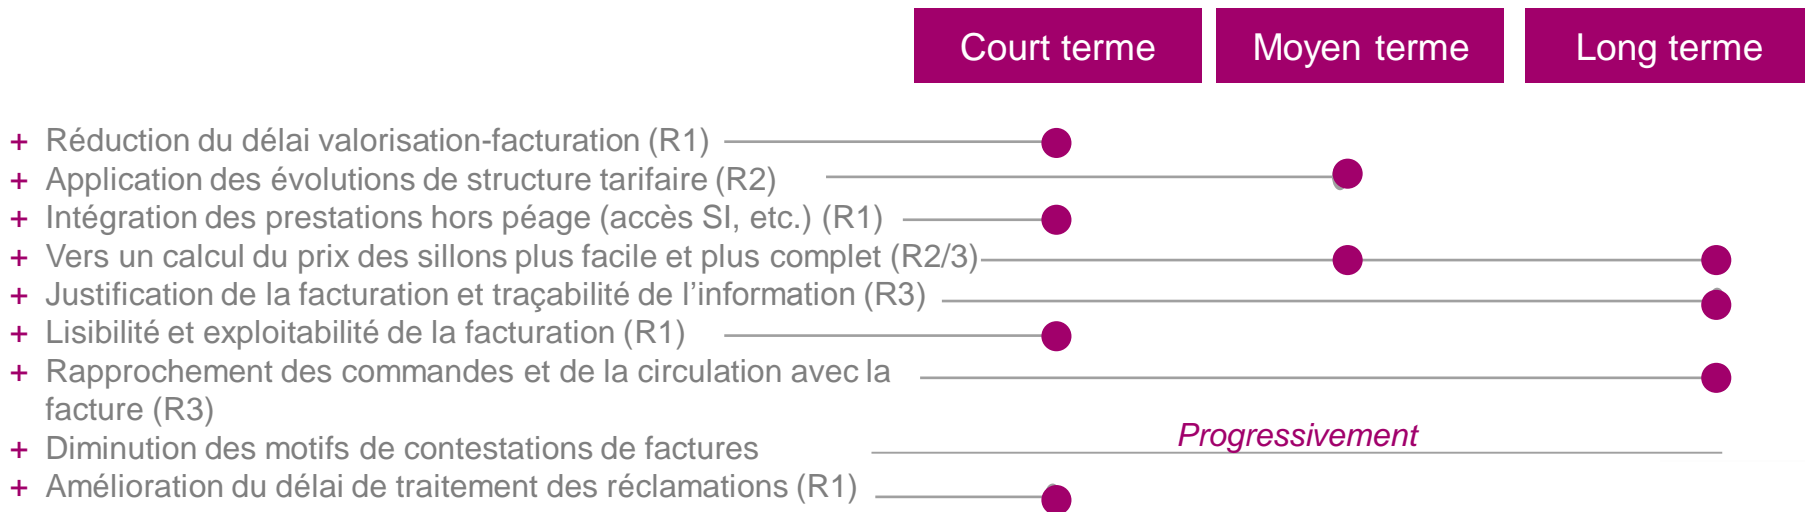 Court terme
Moyen terme
Long terme
+ Réduction du délai valorisation-facturation (R1)
+ Application des évolutions de structure tarifaire (R2)
+ Intégration des prestations hors péage (accès SI, etc.) (R1)
+ Vers un calcul du prix des sillons plus facile et plus complet (R2/3)
+ Justification de la facturation et traçabilité de l'information (R3)
+ Lisibilité et exploitabilité de la facturation (R1)
+ Rapprochement des commandes et de la circulation avec la
facture (R3)
+ Diminution des motifs de contestations de factures
Progressivement
+ Amélioration du délai de traitement des réclamations (R1)